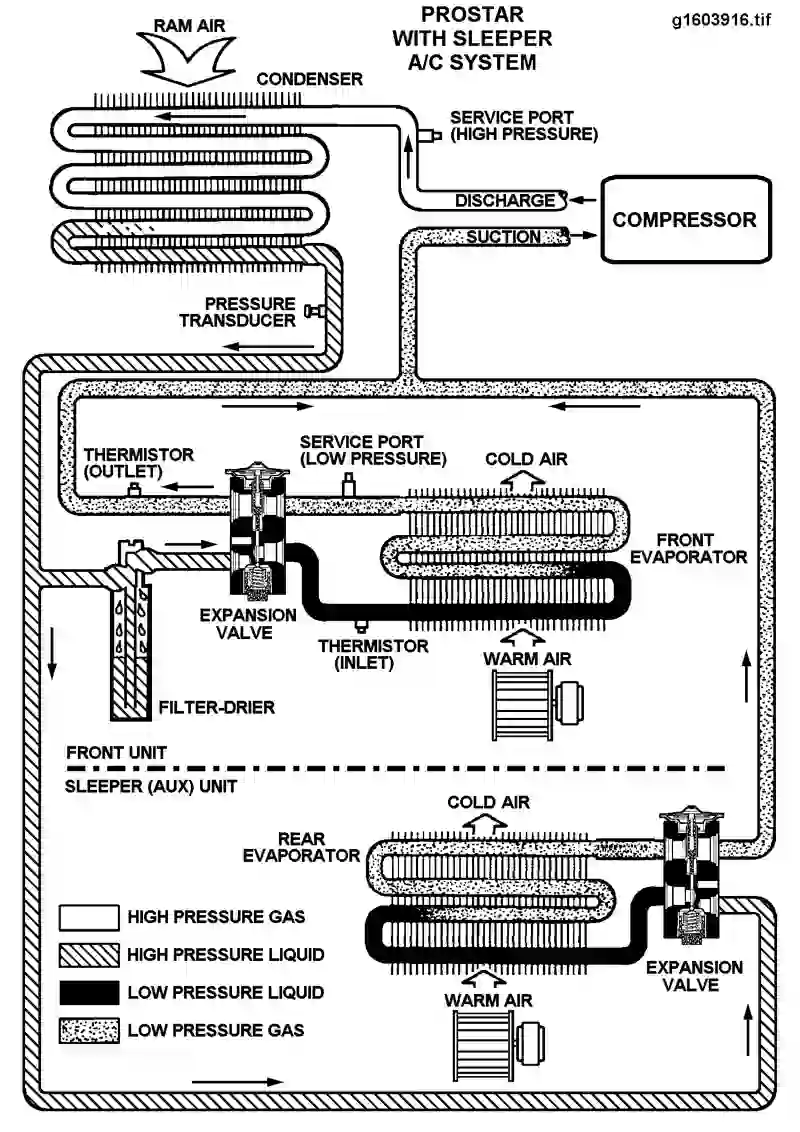 PROSTAR
WITH SLEEPER
A/C SYSTEM
g1603916.tif
RAM AIR
CONDENSER
SERVICE PORT
(HIGH PRESSURE)
DISCHARGE
COMPRESSOR
SUCTION
PRESSURE
TRANSDUCER
THERMISTOR
(OUTLET)
SERVICE PORT
(LOW PRESSURE)
COLD AIR
FRONT
EVAPORATOR
EXPANSION
VALVE
THERMISTOR
(INLET)
WARM AIR
FILTER-DRIER
FRONT UNIT
SLEEPER (AUX) UNIT
COLD AIR
REAR
EVAPORATOR
HIGH PRESSURE GAS
HIGH PRESSURE LIQUID
LOW PRESSURE LIQUID
LOW PRESSURE GAS
EXPANSION
VALVE
WARM AIR